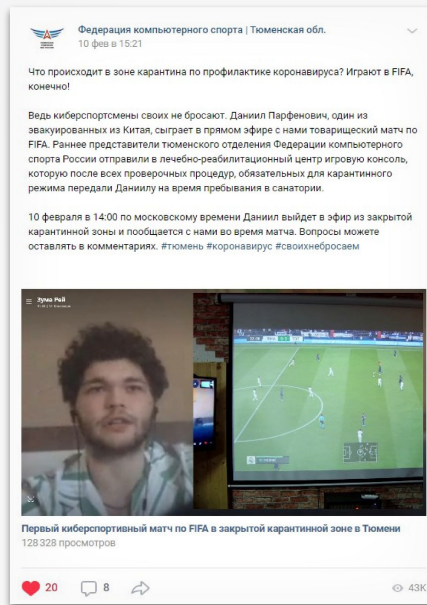 Федерация компьютерного спорта | Тюменская обл.
10 фев в 15:21
Что происходит в зоне карантина по профилактике коронавируса? Играют в FIFA,
конечно!
Ведь киберспортсмены своих не бросают. Даниил Парфенович, один из
эвакуированных из Китая, сыграет в прямом эфире с нами товарищеский матч по
FIFA. Раннее представители тюменского отделения Федерации компьютерного
спорта России отправили в лечебно-реабилитационный центр игровую консоль,
которую после всех проверочных процедур, обязательных для карантинного
режима передали Даниилу на время пребывания в санатории.
10 февраля в 14:00 по московскому времени Даниил выйдет в эфир из закрытой
карантинной зоны и пообщается с нами во время матча. Вопросы можете
оставлять в комментариях. #тюмень #коронавирус #своихнебросаем
Зума Рей
Первый киберспортивный матч по FIFA в закрытой карантинной зоне в Тюмени
128 328 просмотров
20
8
43K